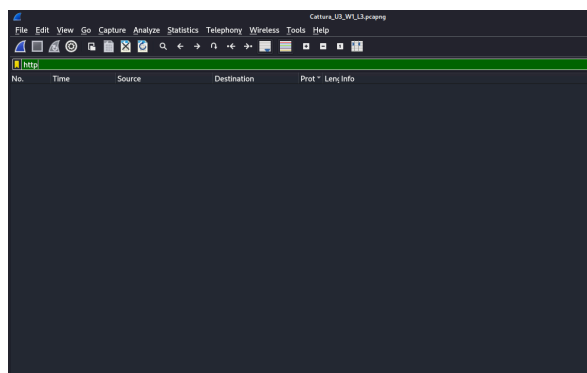 Cattura_U3_W1_L3.pcapng
File Edit View Go Capture Analyze Statistics Telephony Wireless Tools Help
http
No. Time Source Destination Prot Leng Info